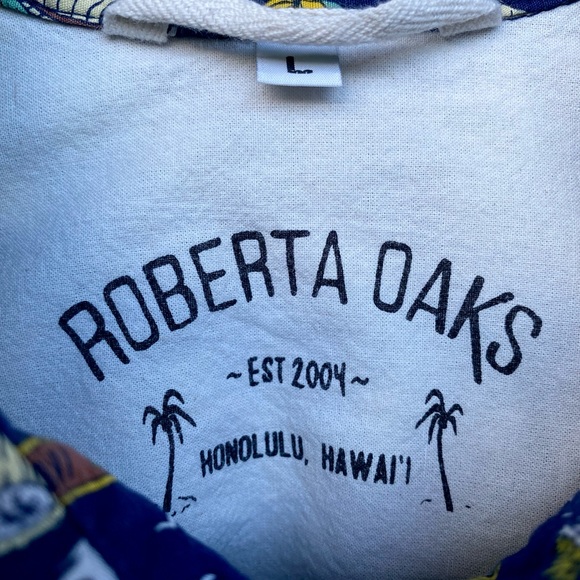 L
ROBERTA OAKS
~EST 2004~
HONOLULU, HAWAI'I